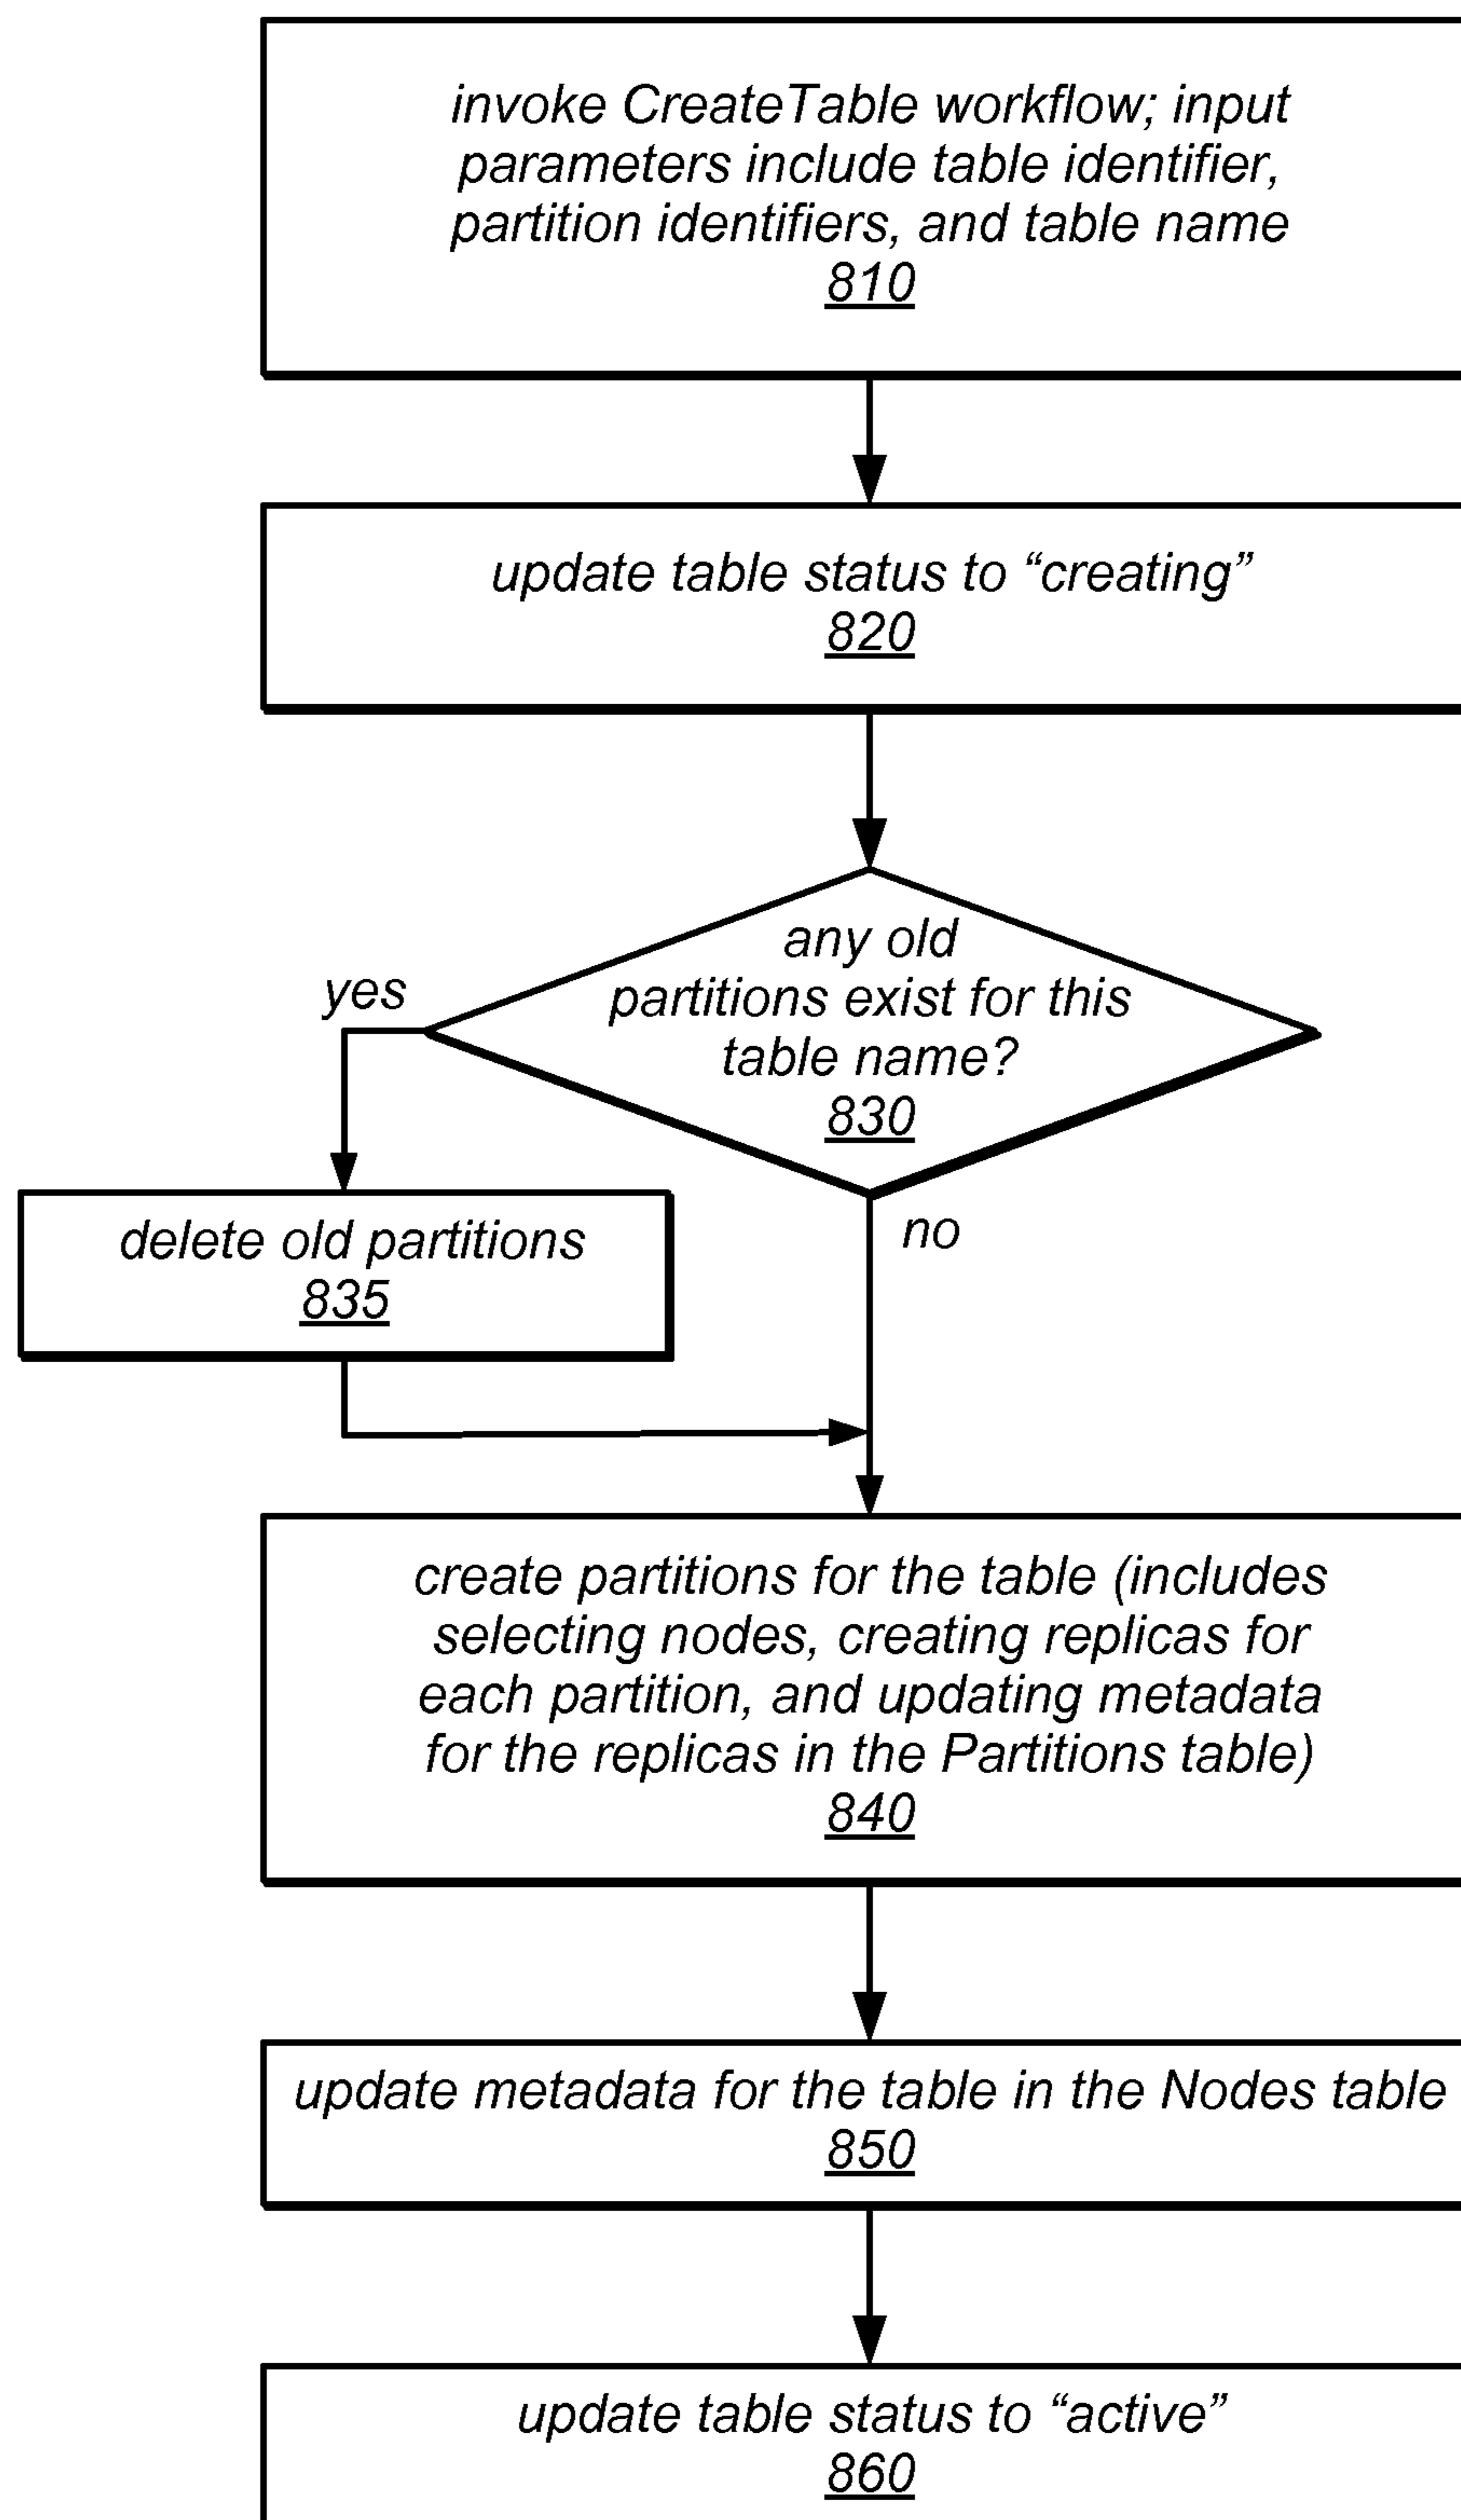 invoke CreateTable workflow; input
parameters include table identifier,
partition identifiers, and table name
810
update table status to “creating”
820
any old
partitions exist for this
table name?
830
yes
no
delete old partitions
835
create partitions for the table (includes
selecting nodes, creating replicas for
each partition, and updating metadata
for the replicas in the Partitions table)
840
update metadata for the table in the Nodes table
850
update table status to “active”
860